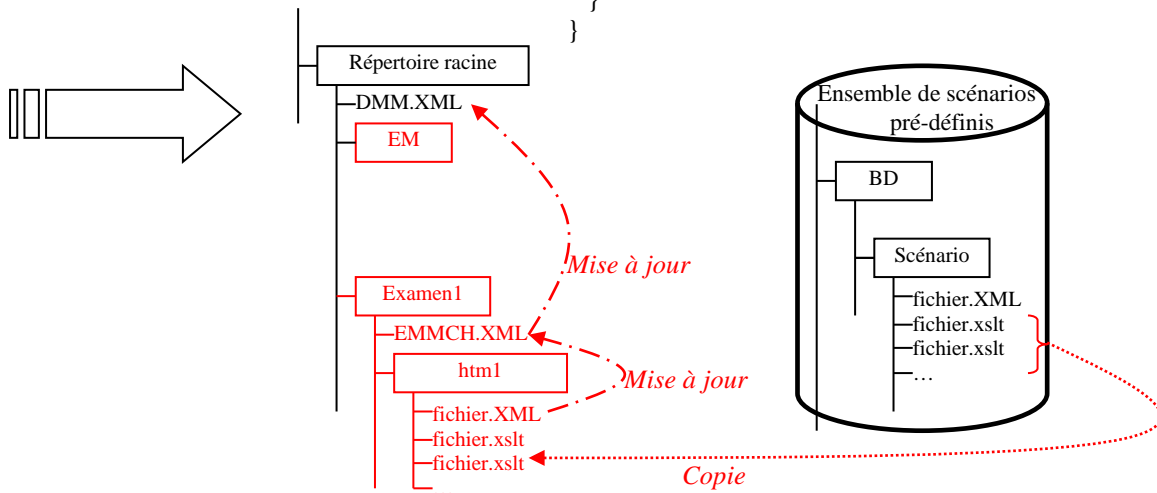 }
}
Répertoire racine
DMM.XML
EM
Mise à jour
Examen1
EMMCH.XML
htm1
Mise à jour
fichier.XML
fichier.xslt
fichier.xslt
Copie
Ensemble de scénarios
pré-définis
BD
Scénario
fichier.XML
fichier.xslt
fichier.xslt
…